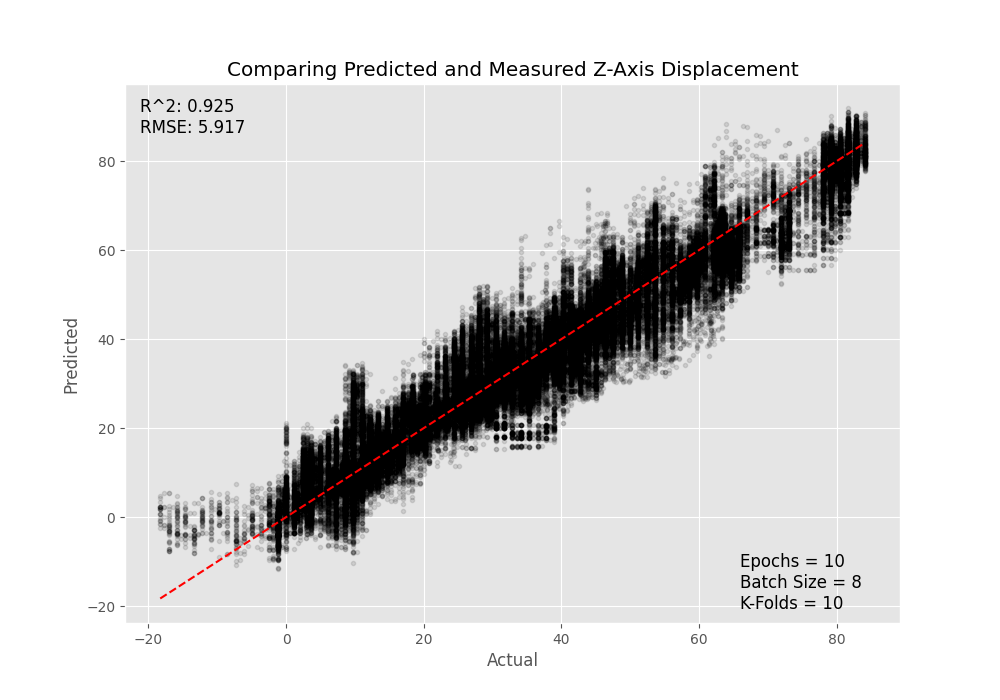 Comparing Predicted and Measured Z-Axis Displacement
R^2: 0.925
RMSE: 5.917
80
60
40
20
0
−20
Predicted
Epochs = 10
Batch Size = 8
K-Folds = 10
−20 0 20 40 60 80
Actual